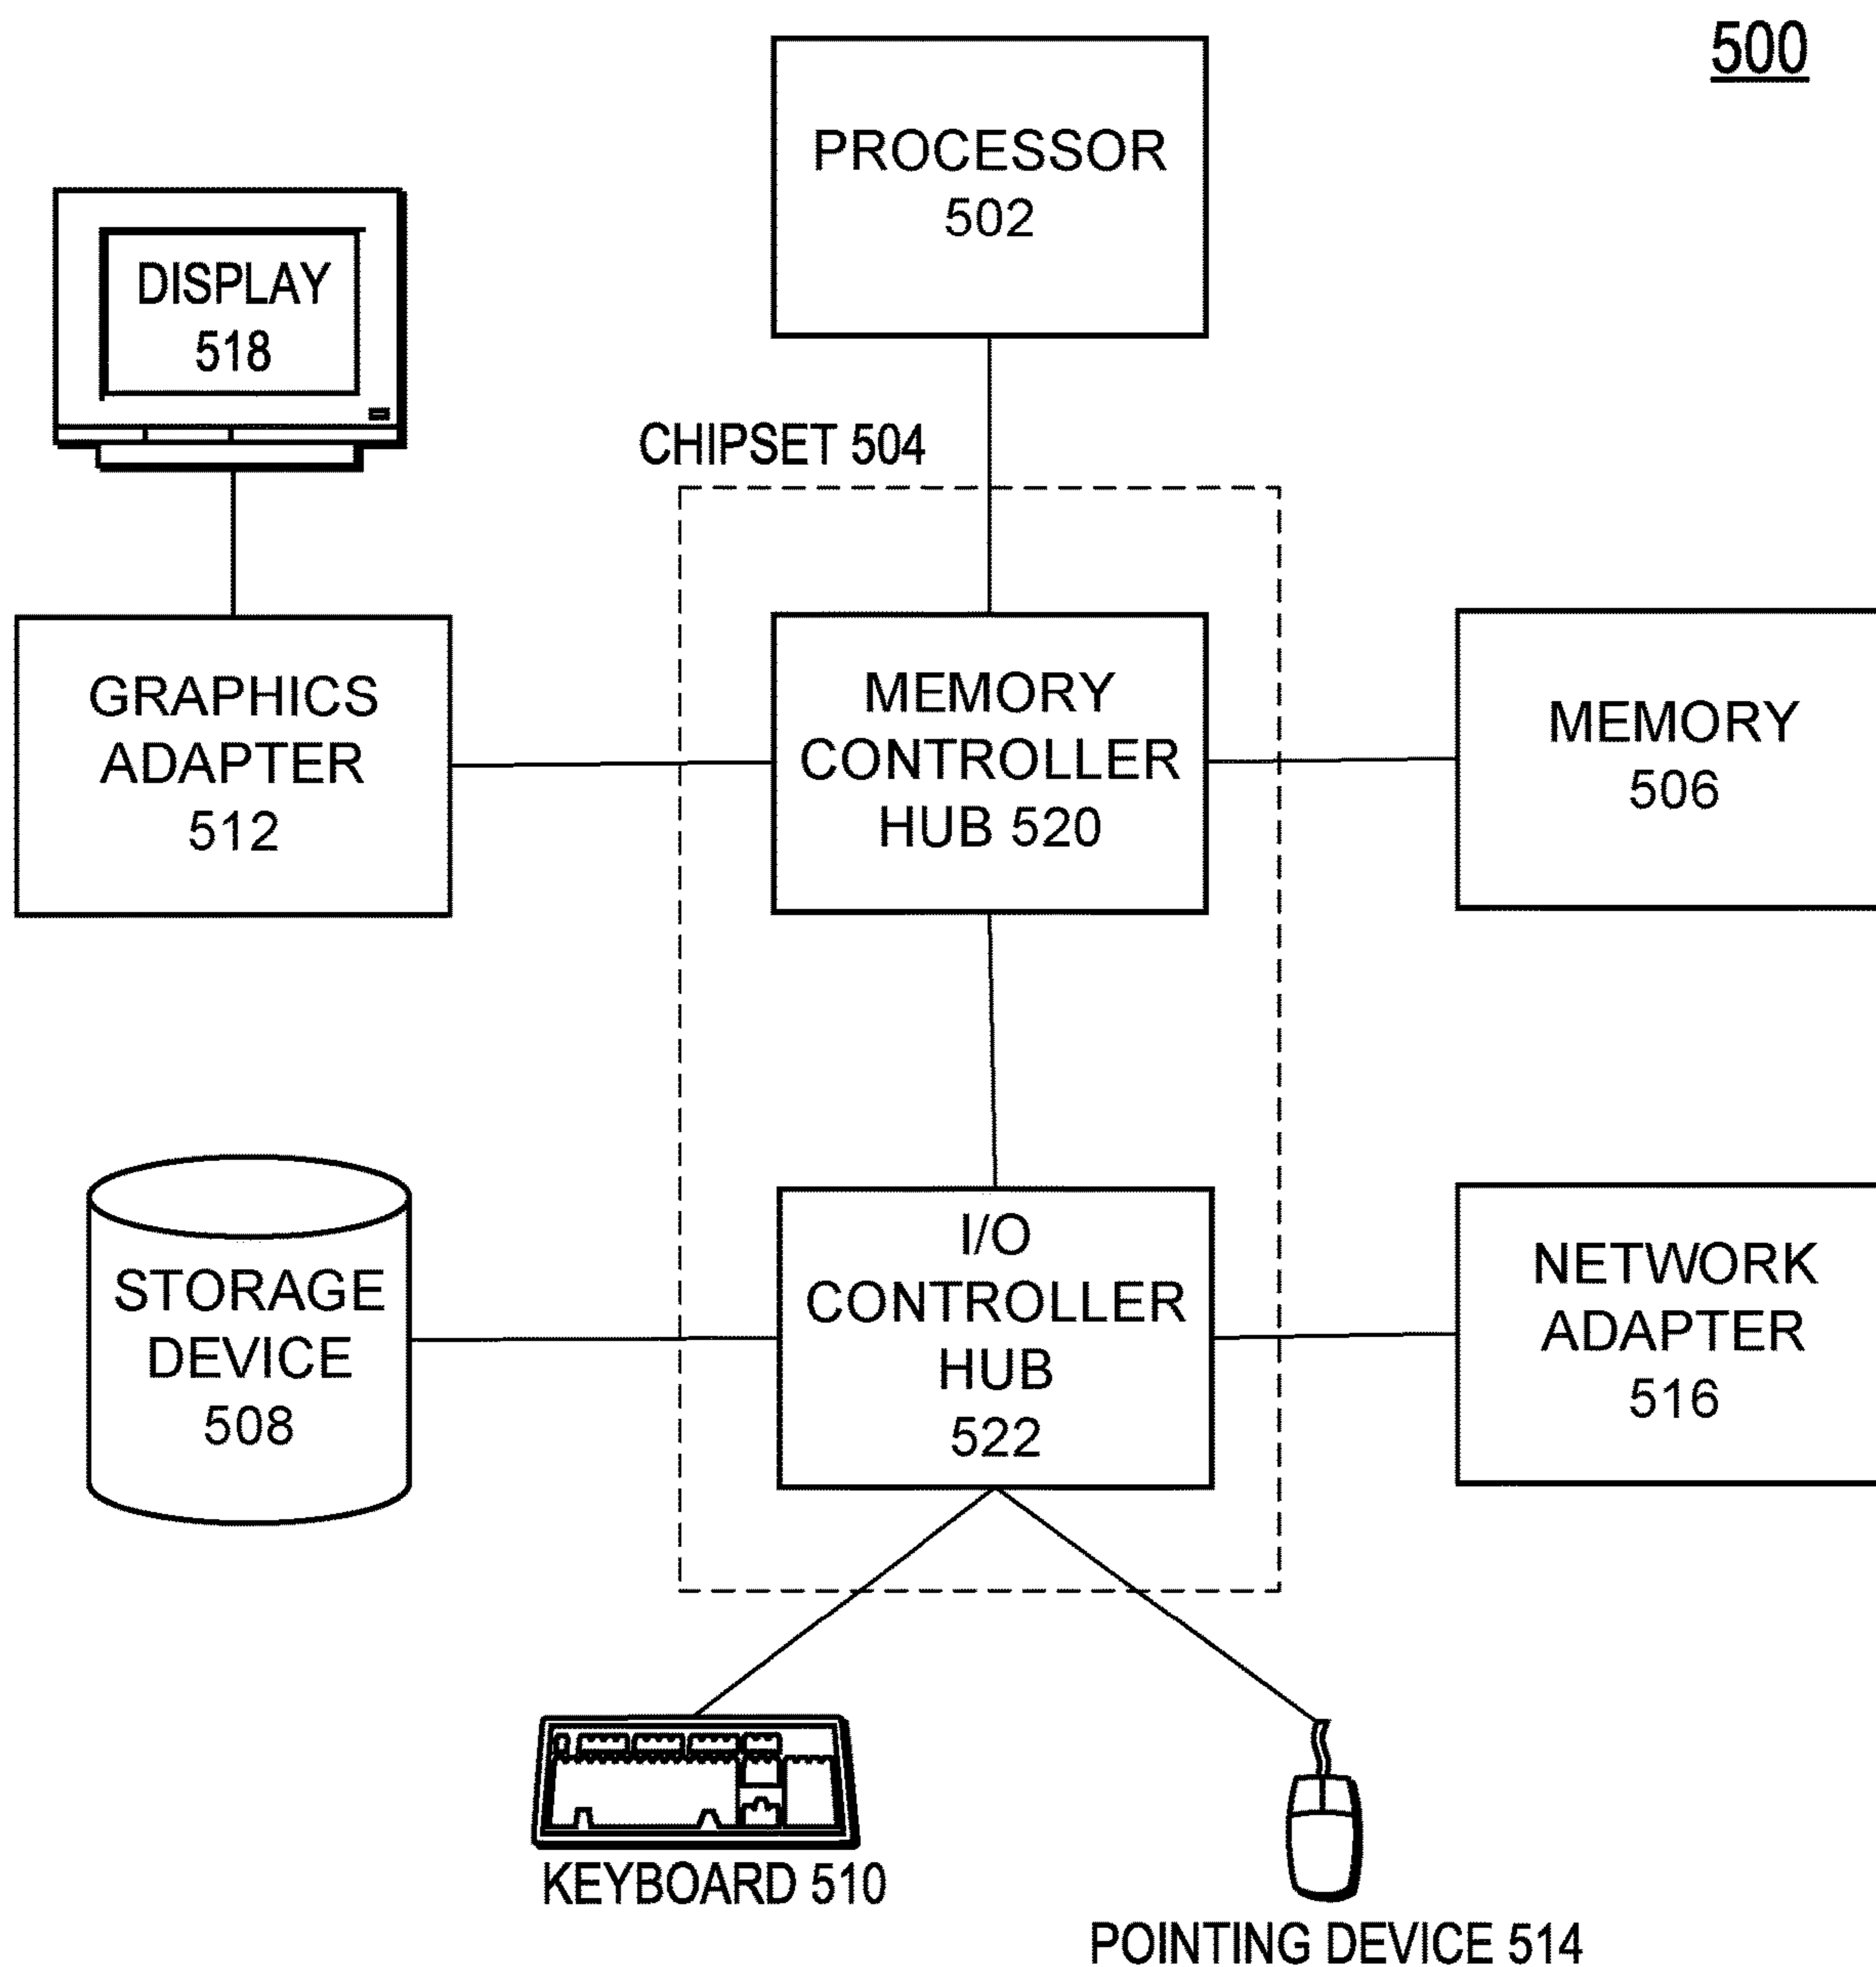 500
PROCESSOR
502
DISPLAY
518
CHIPSET 504
GRAPHICS
ADAPTER
512
MEMORY
CONTROLLER
HUB 520
MEMORY
506
STORAGE
DEVICE
508
I/O
CONTROLLER
HUB
522
NETWORK
ADAPTER
516
KEYBOARD 510
POINTING DEVICE 514